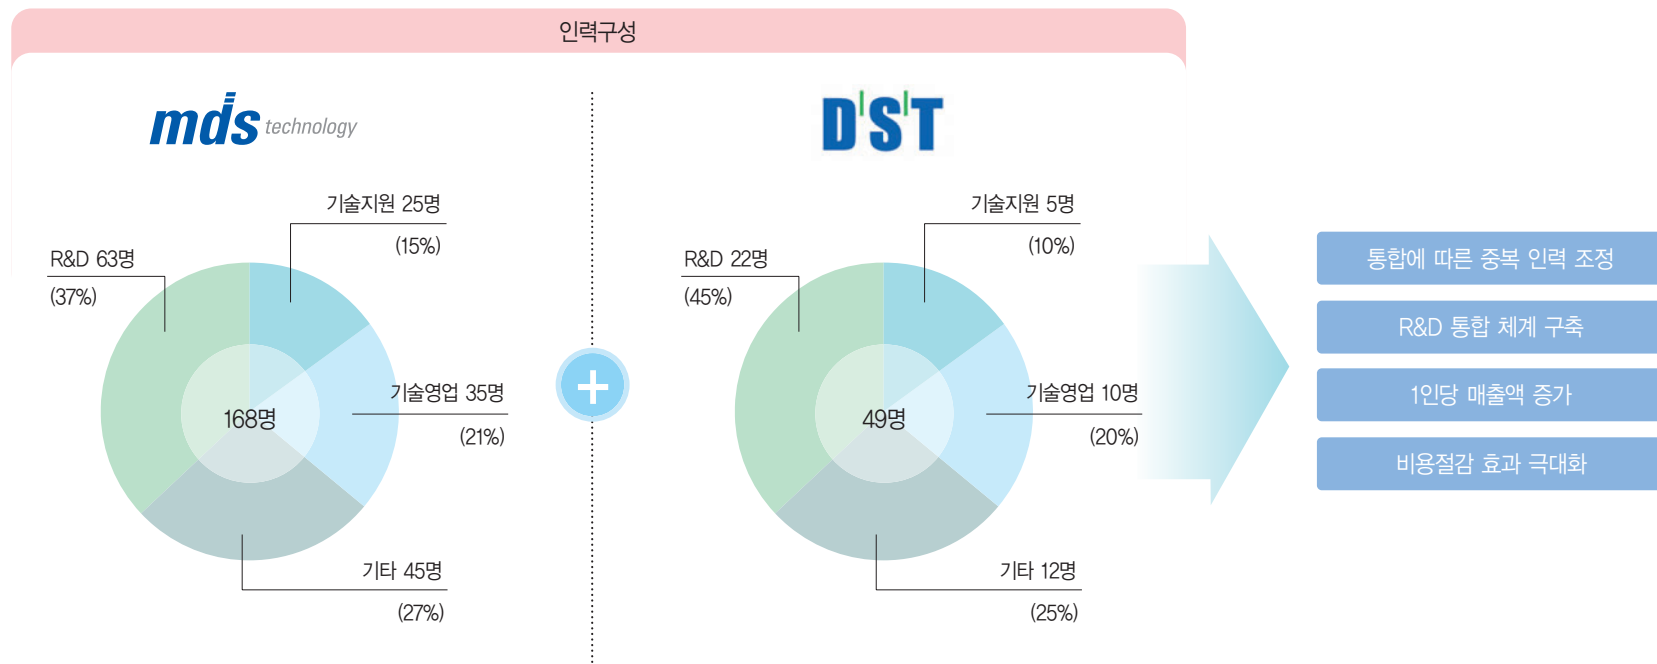 인력구성
mds technology
기술지원 25명
(15%)
R&D 63명
(37%)
168명
기술영업 35명
(21%)
기타 45명
(27%)
+
DST
기술지원 5명
(10%)
R&D 22명
(45%)
49명
기술영업 10명
(20%)
기타 12명
(25%)
통합에 따른 중복 인력 조정
R&D 통합 체계 구축
1인당 매출액 증가
비용절감 효과 극대화